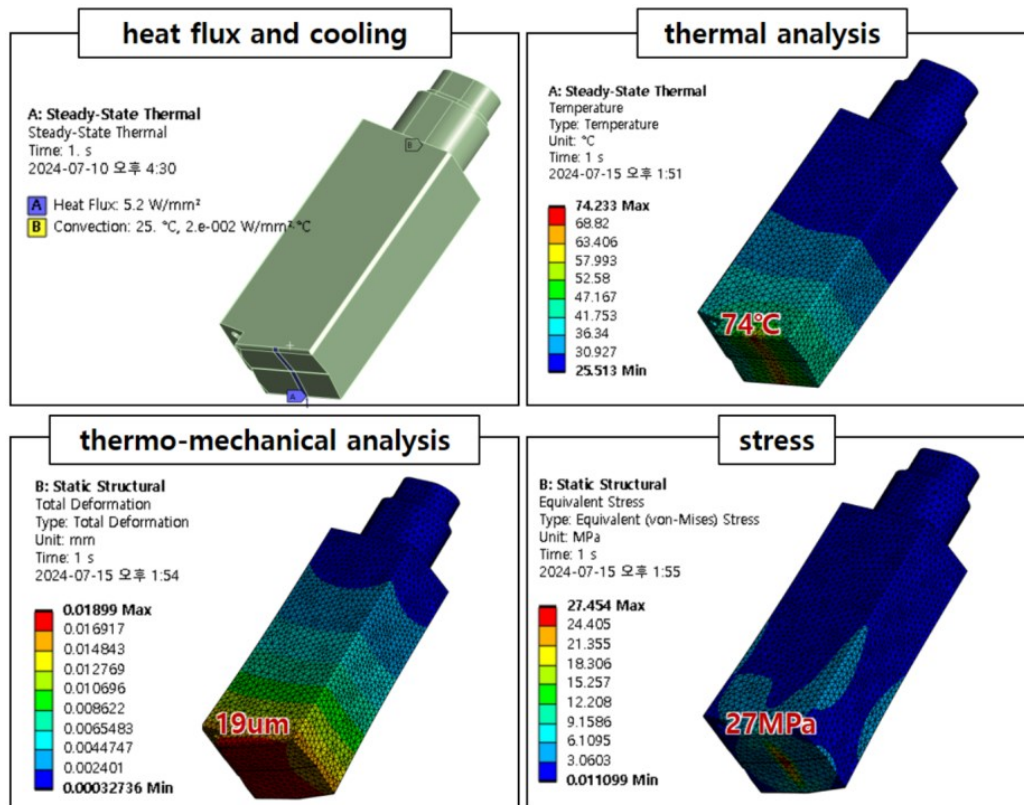 heat flux and cooling
A: Steady-State Thermal
Steady-State Thermal
Time: 1. s
2024-07-10 오후 4:30
A Heat Flux: 5.2 W/mm²
B Convection: 25. °C, 2.e-002 W/mm²·°C
B
A
thermal analysis
A: Steady-State Thermal
Temperature
Type: Temperature
Unit: °C
Time: 1 s
2024-07-15 오후 1:51
74.233 Max
68.82
63.406
57.993
52.58
47.167
41.753
36.34
30.927
25.513 Min
74℃
thermo-mechanical analysis
B: Static Structural
Total Deformation
Type: Total Deformation
Unit: mm
Time: 1 s
2024-07-15 오후 1:54
0.01899 Max
0.016917
0.014843
0.012769
0.010696
0.008622
0.0065483
0.0044747
0.002401
0.00032736 Min
19um
stress
B: Static Structural
Equivalent Stress
Type: Equivalent (von-Mises) Stress
Unit: MPa
Time: 1 s
2024-07-15 오후 1:55
27.454 Max
24.405
21.355
18.306
15.257
12.208
9.1586
6.1095
3.0603
0.011099 Min
27MPa